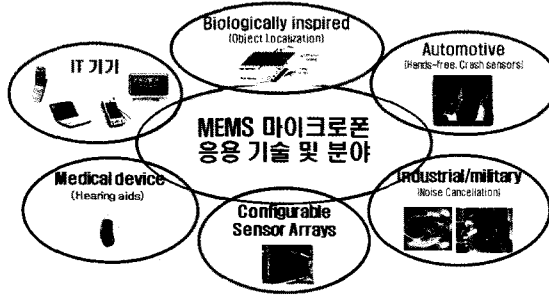 Biologically inspired
(Object Localization)
IT 기기
Automotive
(Hands-free, Crash sensors)
MEMS 마이크로폰
응용 기술 및 분야
Medical device
(Hearing aids)
Industrial/military
(Noise Cancellation)
Configurable
Sensor Arrays